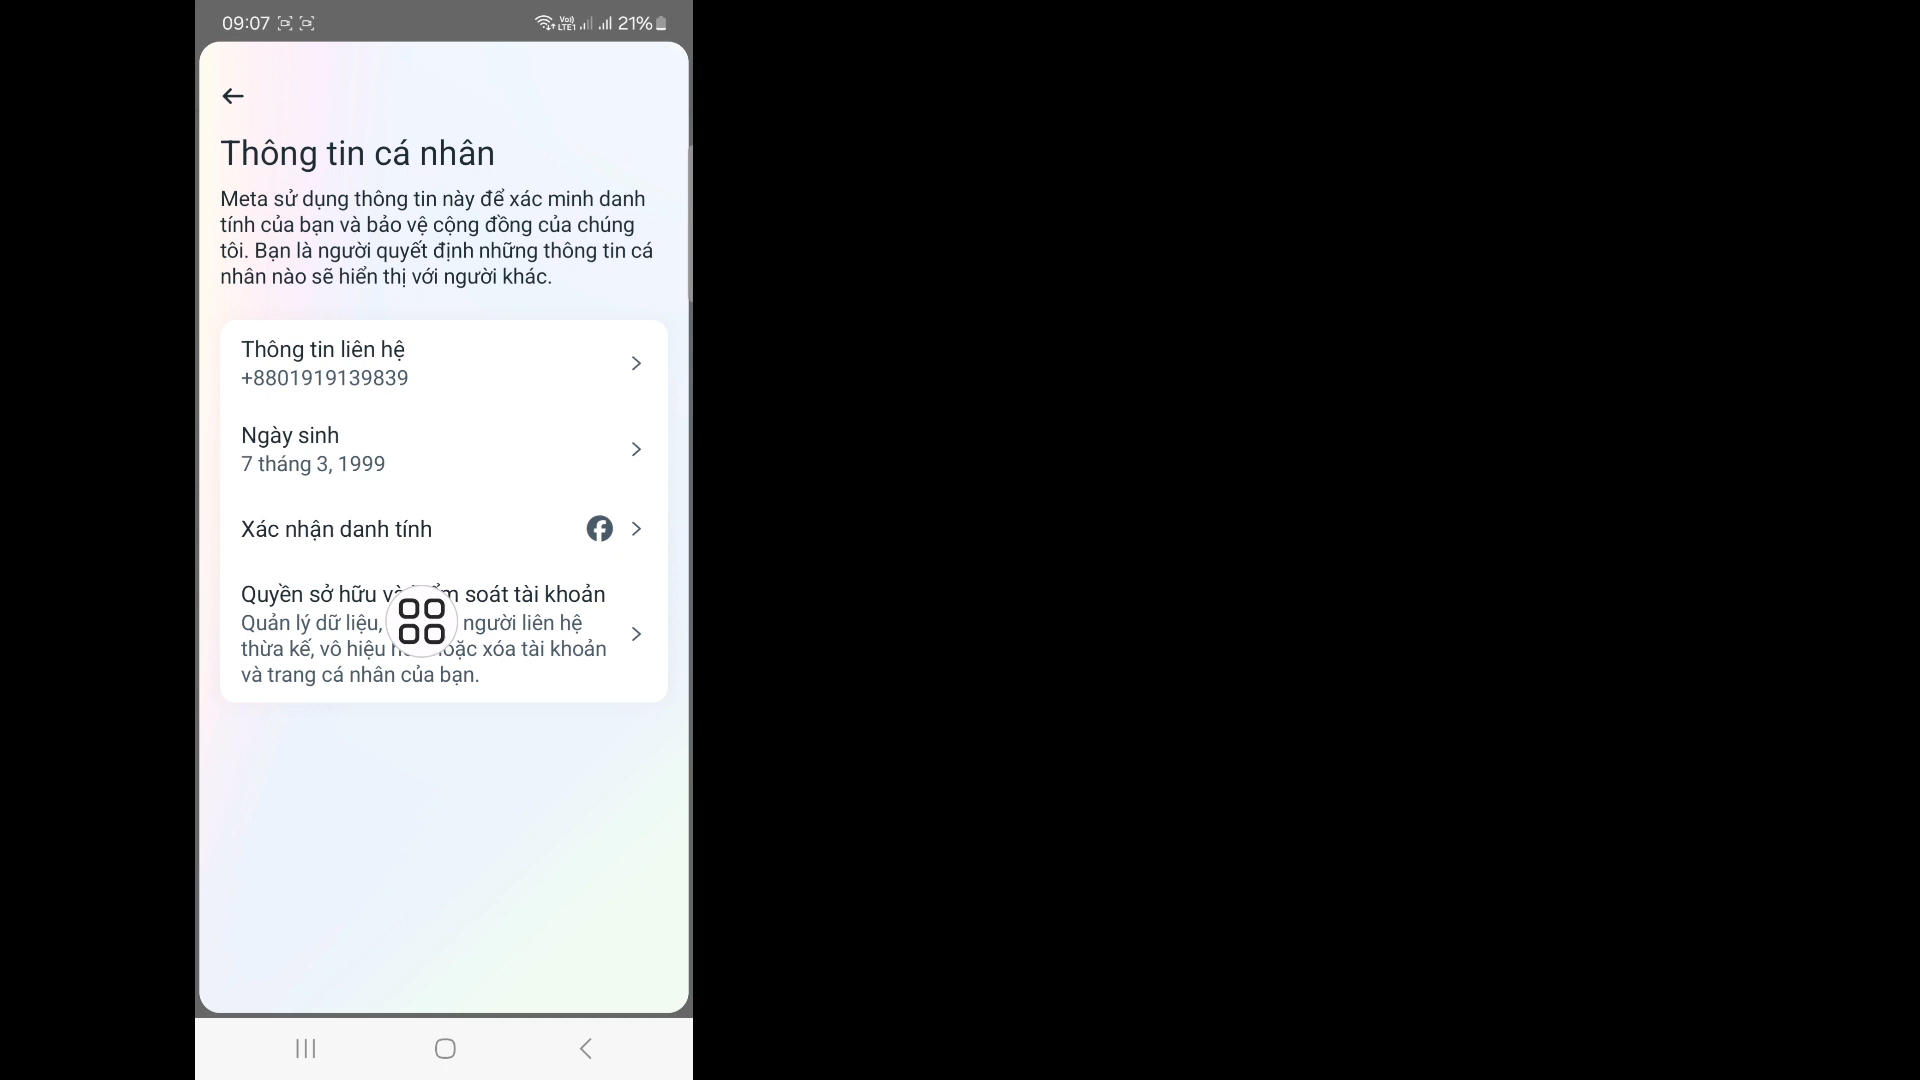 09:07
Vo)) LTE1 21%
Thông tin cá nhân
Meta sử dụng thông tin này để xác minh danh
tính của bạn và bảo vệ cộng đồng của chúng
tôi. Bạn là người quyết định những thông tin cá
nhân nào sẽ hiển thị với người khác.
Thông tin liên hệ
+8801919139839
Ngày sinh
7 tháng 3, 1999
Xác nhận danh tính
Quyền sở hữu và soát tài khoản
Quản lý dữ liệu, người liên hệ
thừa kế, vô hiệu hoặc xóa tài khoản
và trang cá nhân của bạn.